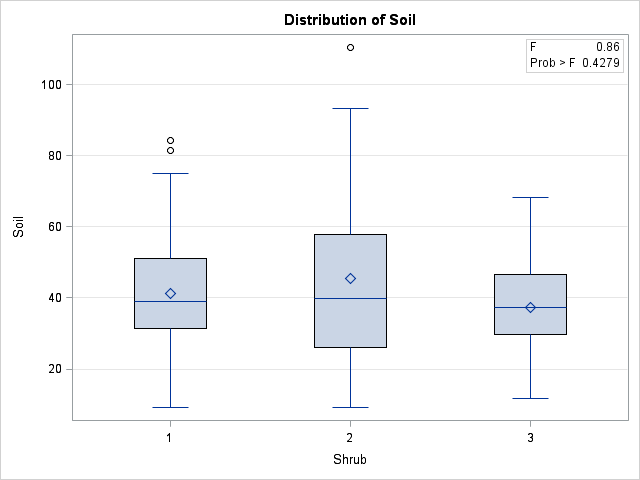 Distribution of Soil
F 0.86
Prob > F 0.4279
100
80
60
40
20
Soil
1 2 3
Shrub